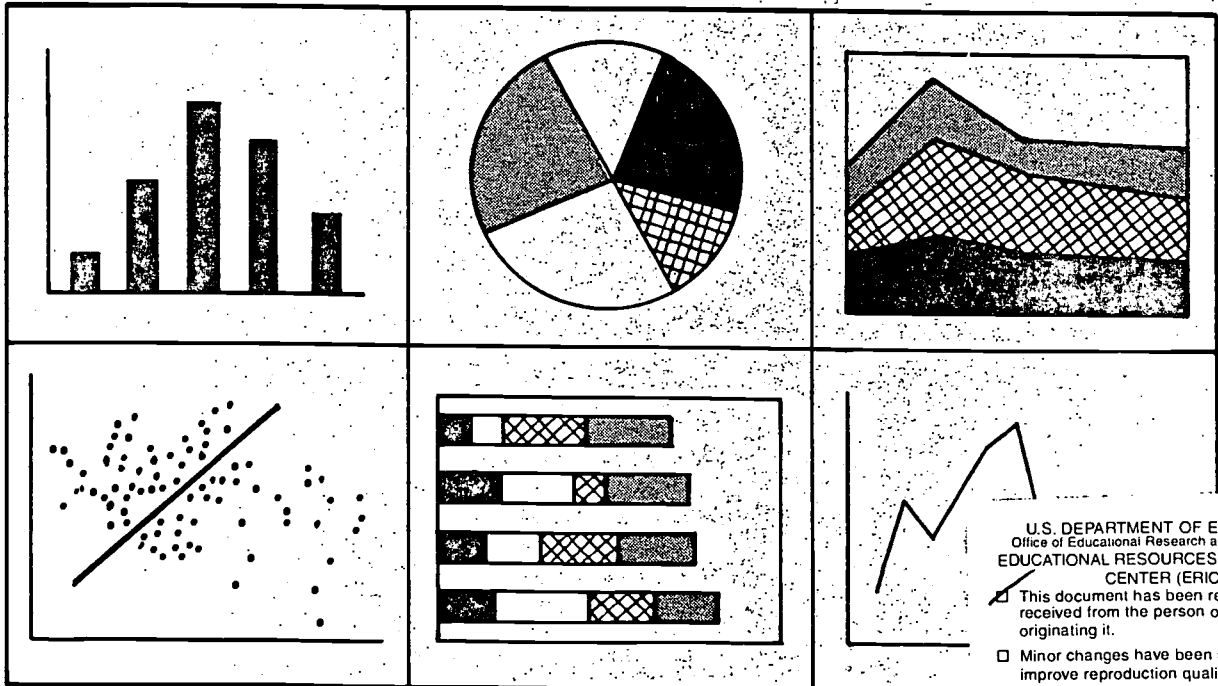 U.S. DEPARTMENT OF E
Office of Educational Research a
EDUCATIONAL RESOURCES
CENTER (ERIC
☐ This document has been re
received from the person o
originating it.
☐ Minor changes have been
improve reproduction quali